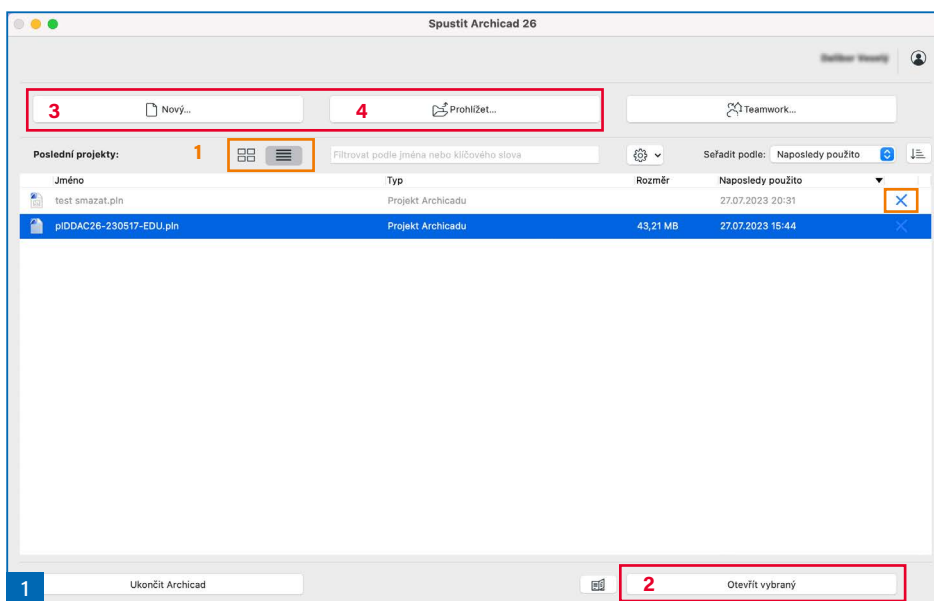 Spustit Archicad 26
3 Nový... 4 Prohlížet... Teamwork...
Poslední projekty: 1 Filtrovat podle jména nebo klíčového slova Seřadit podle: Naposledy použito
Jméno Typ Rozměr Naposledy použito
test smazat.pln Projekt Archicadu 27.07.2023 20:31
pIDDAC26-230517-EDU.pln Projekt Archicadu 43,21 MB 27.07.2023 15:44
1 Ukončit Archicad 2 Otevřít vybraný